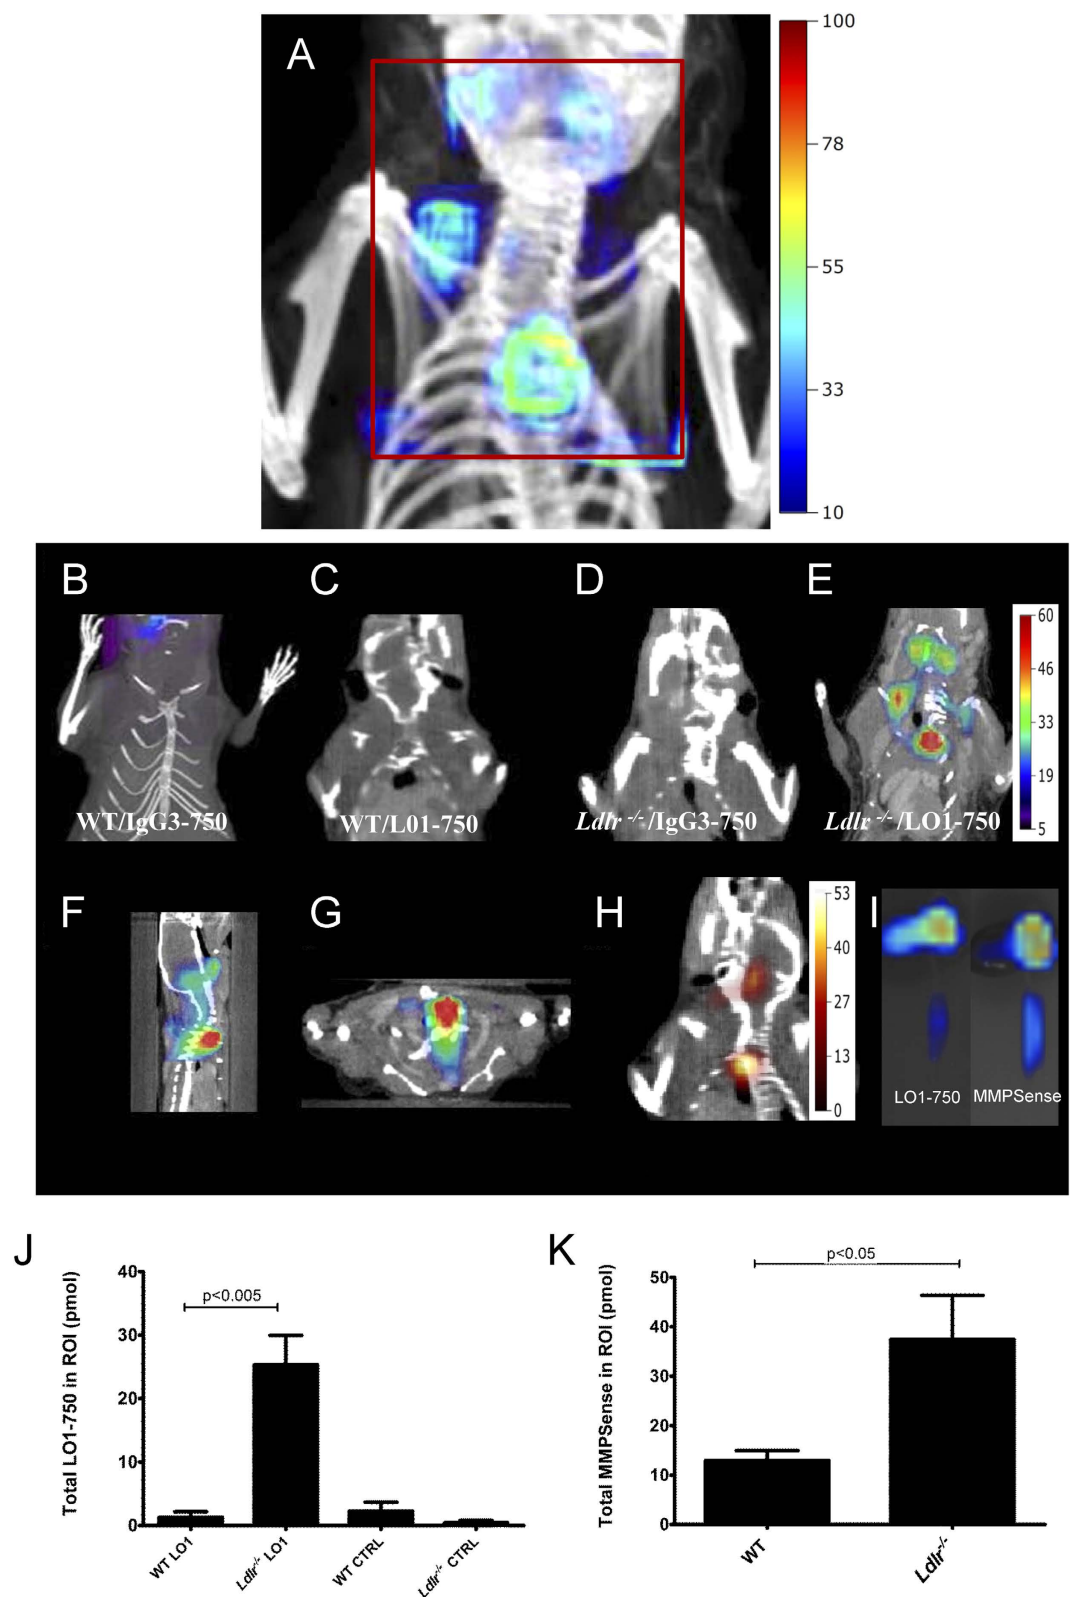 A
100
78
55
33
10
B
C
D
E
60
46
33
19
5
WT/IgG3-750
WT/L01-750
Ldlr -/-/IgG3-750
Ldlr -/-/LO1-750
F
G
H
I
53
40
27
13
0
LO1-750
MMPSense
J
Total LO1-750 in ROI (pmol)
40
30
20
10
0
p<0.005
WT LO1
Ldlr-/- LO1
WT CTRL
Ldlr-/- CTRL
K
Total MMPSense in ROI (pmol)
50
40
30
20
10
0
p<0.05
WT
Ldlr-/-